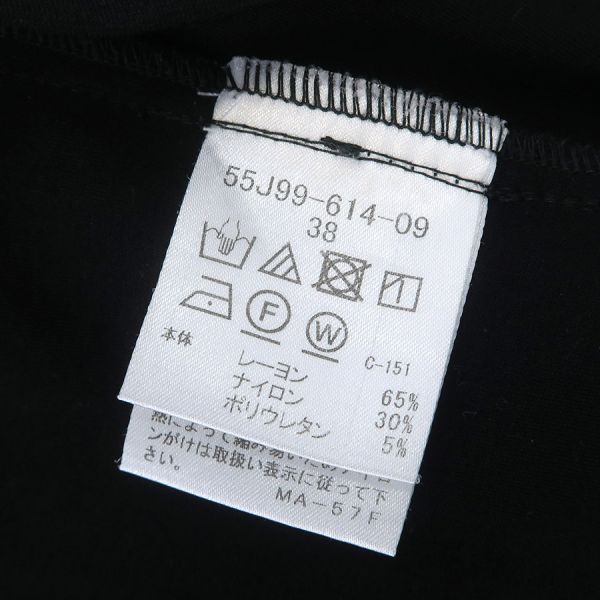 55J99-614-09
38
F W
本体 C-151
レーヨン 65%
ナイロン 30%
ポリウレタン 5%
ンがけは取扱い表示に従って下
さい。
MA-57F